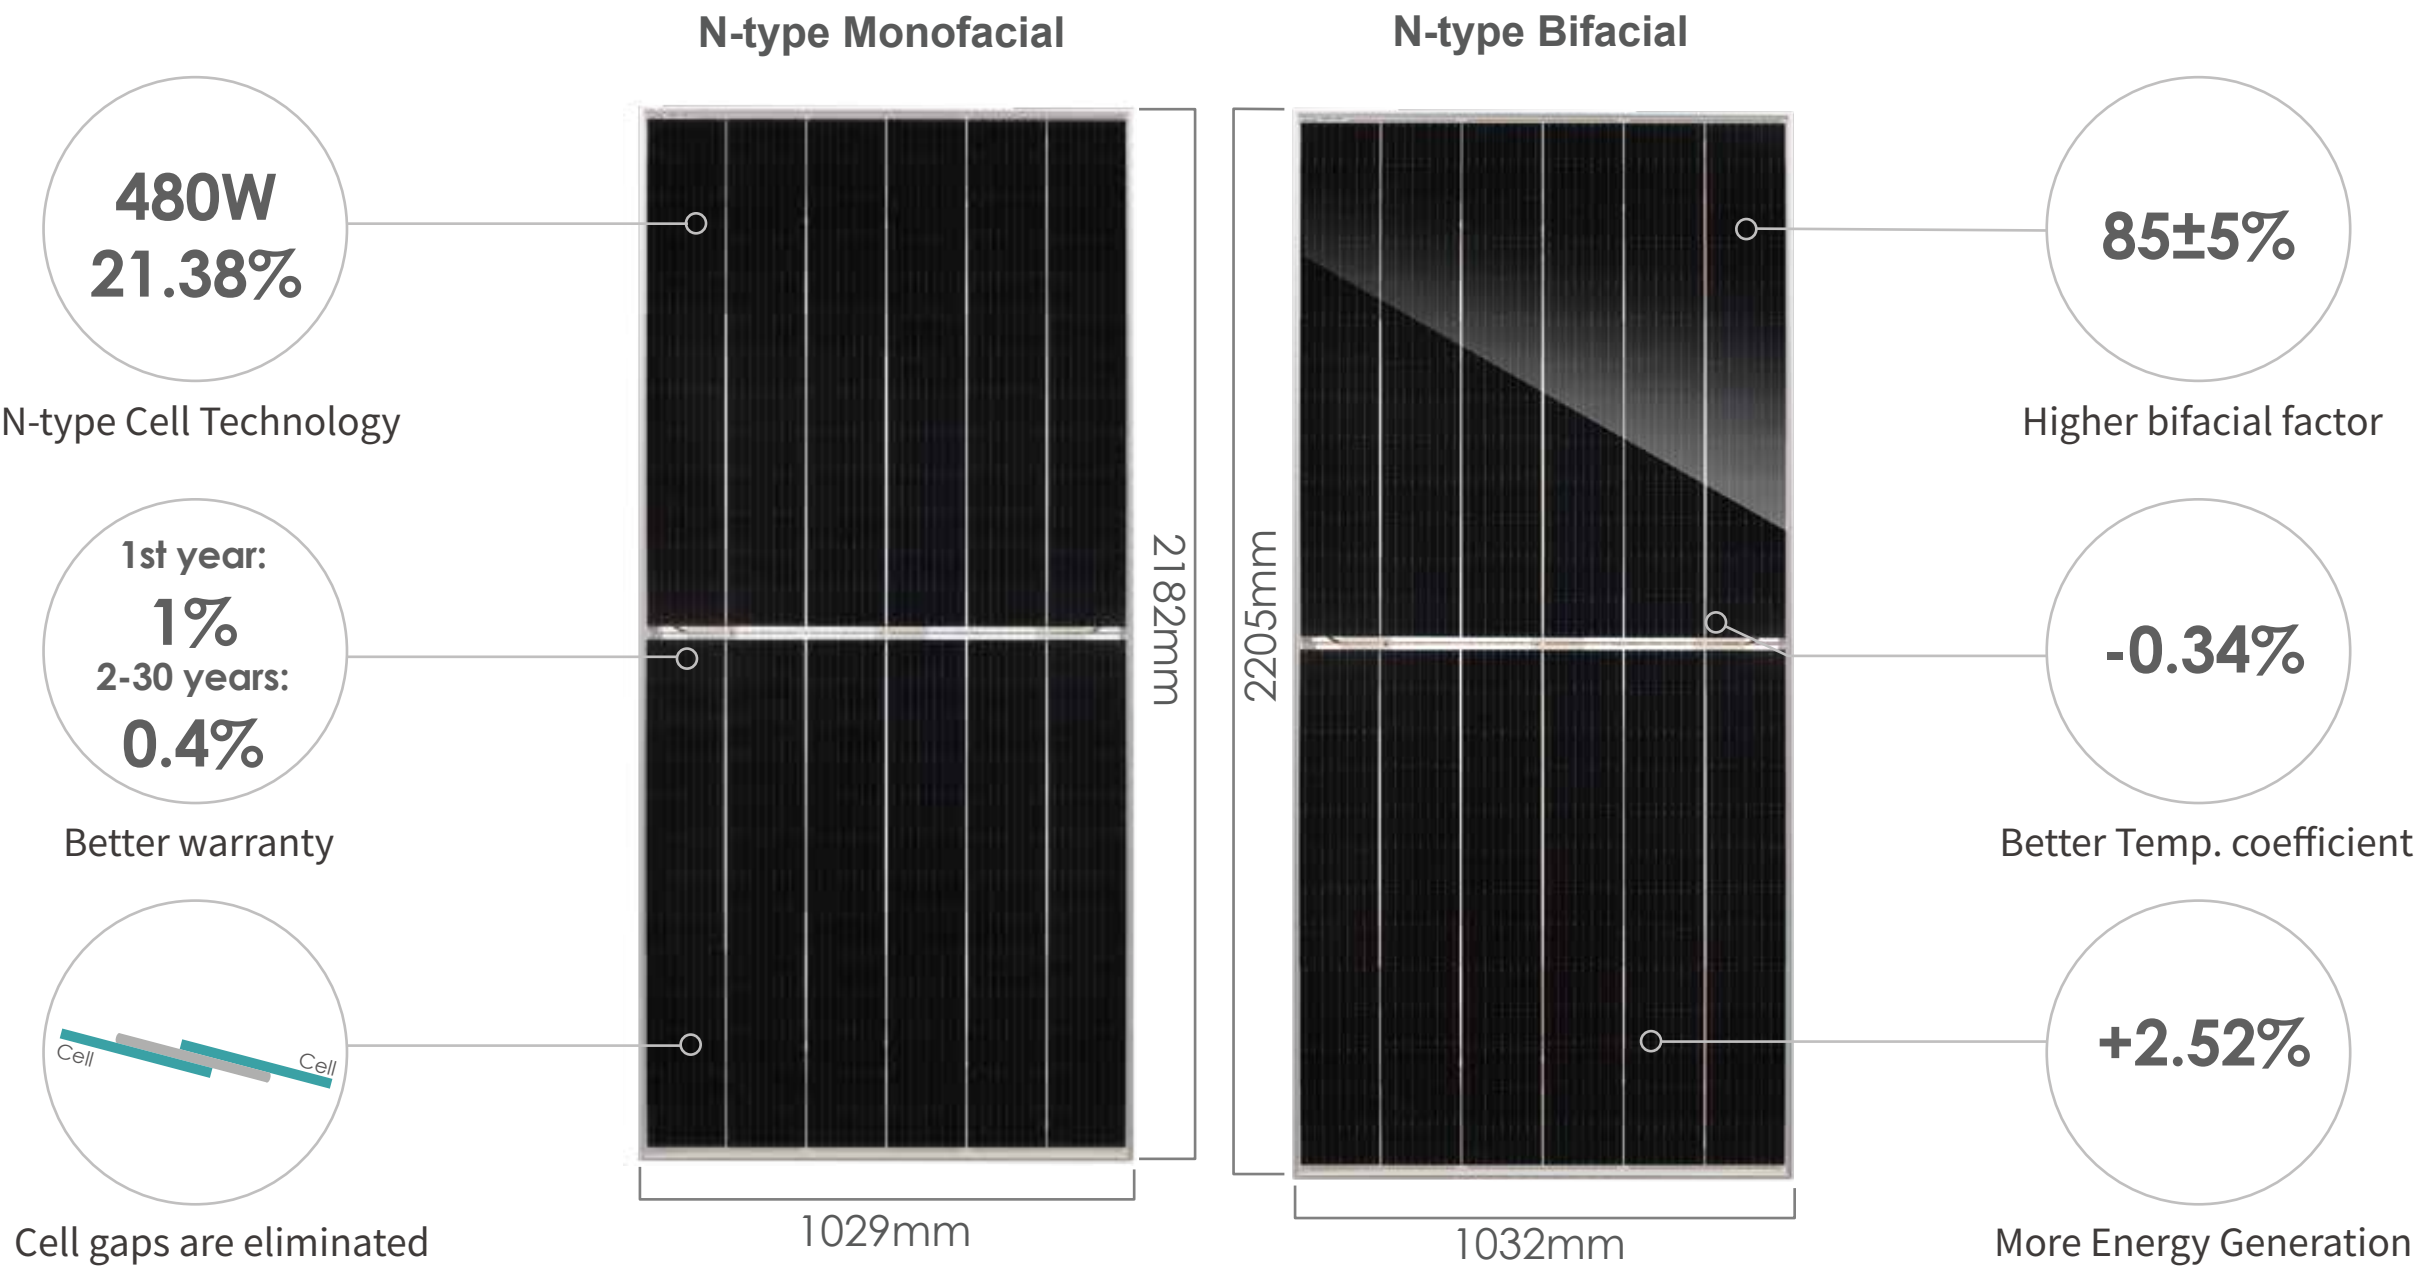 N-type Monofacial
N-type Bifacial
480W
21.38%
N-type Cell Technology
1st year:
1%
2-30 years:
0.4%
Better warranty
Cell
Cell
Cell gaps are eliminated
2182mm
1029mm
2205mm
1032mm
85±5%
Higher bifacial factor
-0.34%
Better Temp. coefficient
+2.52%
More Energy Generation